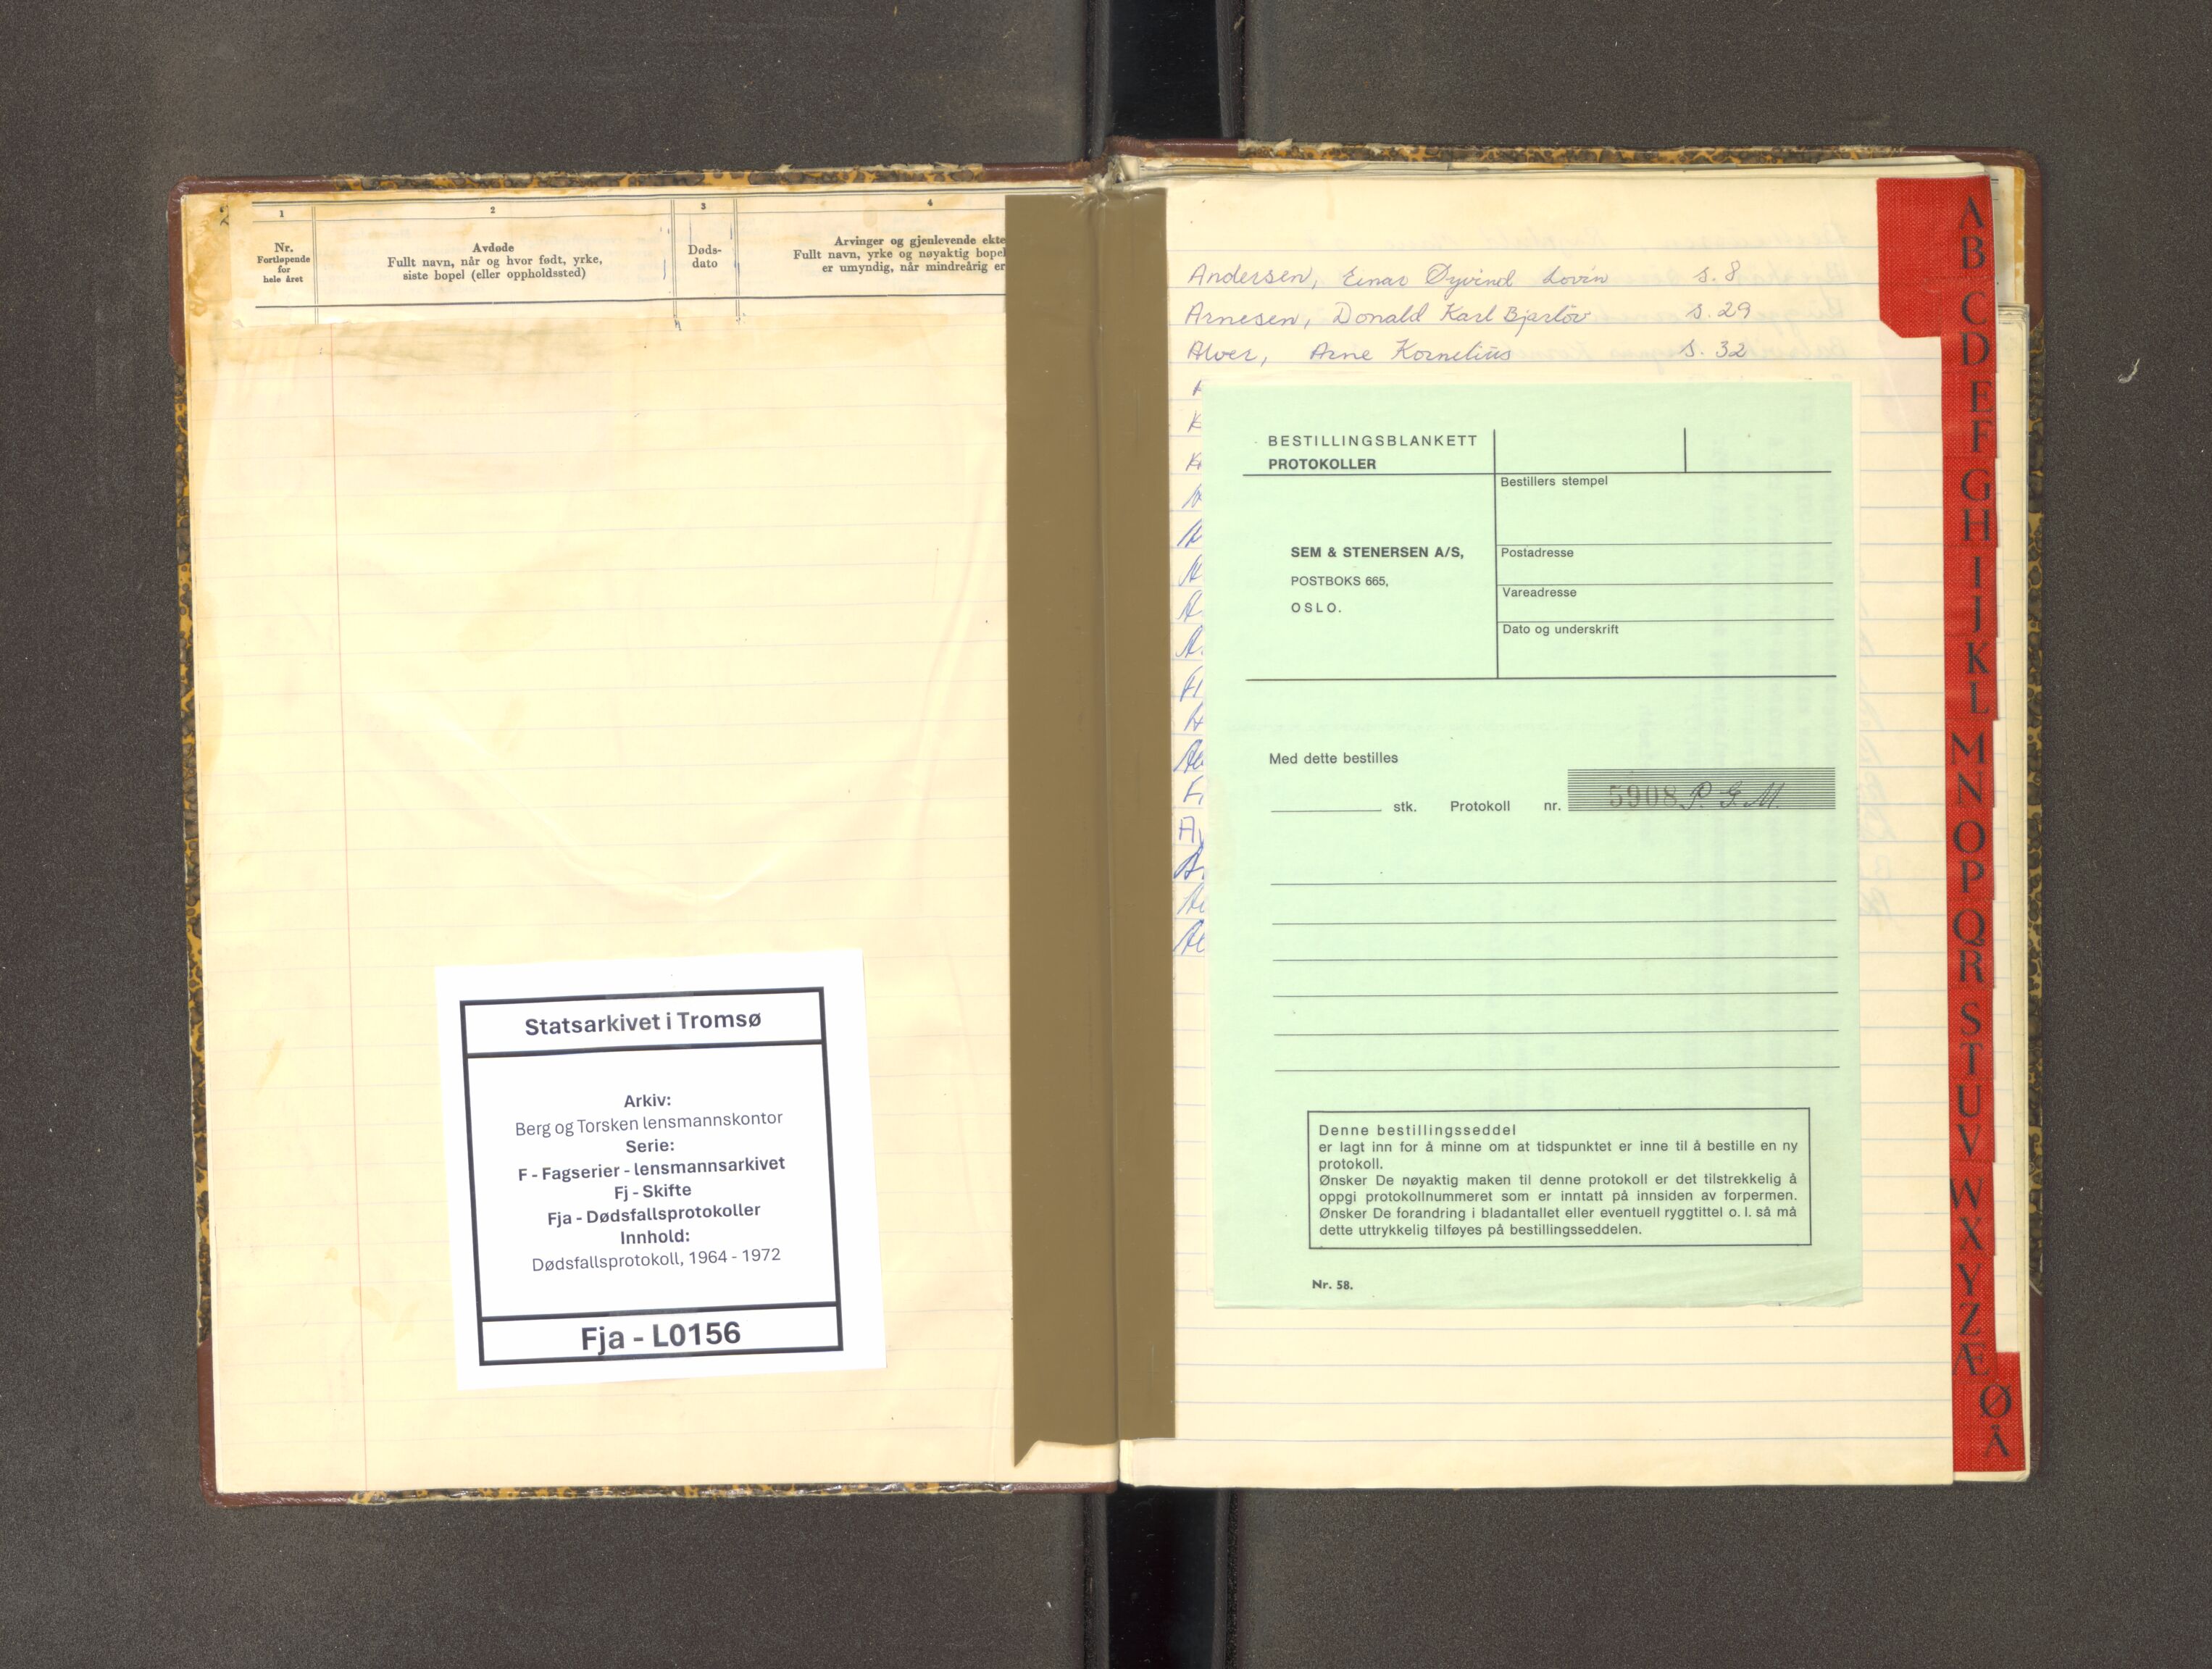 1
2
3
4
Nr.
Fortløpende
for
hele året
Avdøde
Fullt navn, når og hvor født, yrke,
siste bopel (eller oppholdssted)
Døds-
dato
Arvinger og gjenlevende ekte
Fullt navn, yrke og nøyaktig bopel
er umyndig, når mindreårig er
Statsarkivet i Tromsø
Arkiv:
Berg og Torsken lensmannskontor
Serie:
F - Fagserier - lensmannsarkivet
Fj - Skifte
Fja - Dødsfallsprotokoller
Innhold:
Dødsfallsprotokoll, 1964 - 1972
Fja - L0156
Andersen, Einar Øyvind Lovin s. 8
Arnesen, Donald Karl Bjarlöv s. 29
Alver, Arne Kornelius s. 32
BESTILLINGSBLANKETT
PROTOKOLLER
SEM & STENERSEN A/S,
POSTBOKS 665,
OSLO.
Bestillers stempel
Postadresse
Vareadresse
Dato og underskrift
Med dette bestilles
stk. Protokoll nr. 5908 P. G. M.
Denne bestillingsseddel
er lagt inn for å minne om at tidspunktet er inne til å bestille en ny
protokoll.
Ønsker De nøyaktig maken til denne protokoll er det tilstrekkelig å
oppgi protokollnummeret som er inntatt på innsiden av forpermen.
Ønsker De forandring i bladantallet eller eventuell ryggtittel o. l. så må
dette uttrykkelig tilføyes på bestillingsseddelen.
Nr. 58.
A
B
C
D
E
F
G
H
I
J
K
L
M
N
O
P
Q
R
S
T
U
V
W
X
Y
Z
Æ
Ø
Å